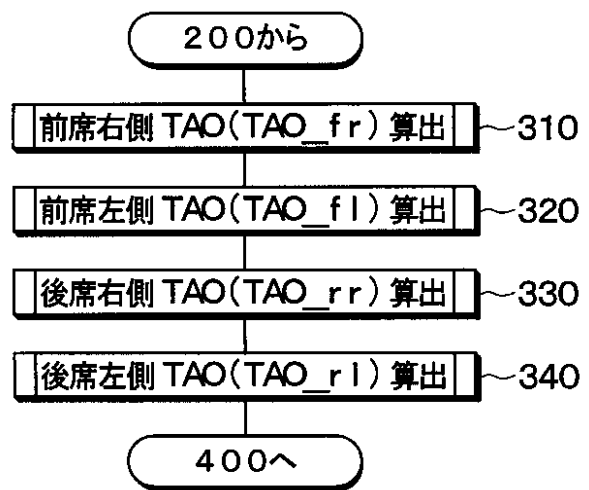 200から
前席右側 TAO(TAO_fr) 算出 310
前席左側 TAO(TAO_fl) 算出 320
後席右側 TAO(TAO_rr) 算出 330
後席左側 TAO(TAO_rl) 算出 340
400へ